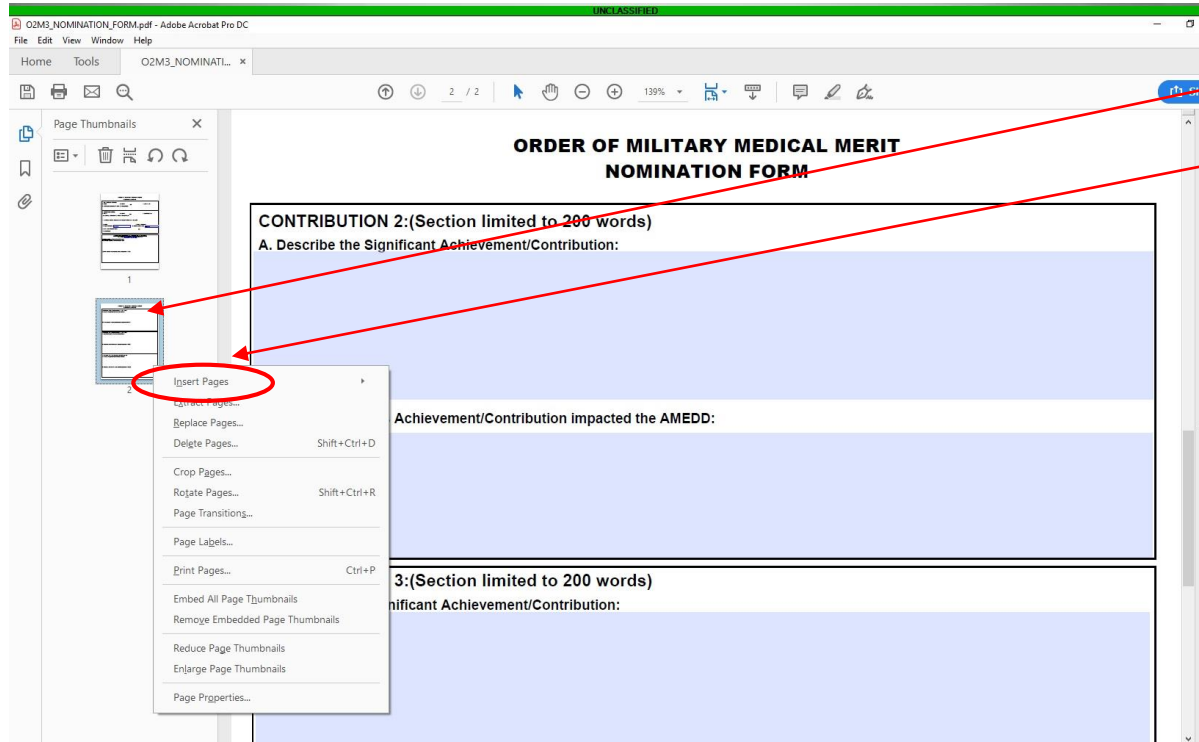 UNCLASSIFIED
O2M3_NOMINATION_FORM.pdf - Adobe Acrobat Pro DC
File Edit View Window Help
Home Tools O2M3_NOMINATI... ×
2 / 2 139%
Page Thumbnails
ORDER OF MILITARY MEDICAL MERIT
NOMINATION FORM
CONTRIBUTION 2:(Section limited to 200 words)
A. Describe the Significant Achievement/Contribution:
1
2
Insert Pages
Extract Pages...
Replace Pages...
Delete Pages... Shift+Ctrl+D
Crop Pages...
Rotate Pages... Shift+Ctrl+R
Page Transitions...
Page Labels...
Print Pages... Ctrl+P
Embed All Page Thumbnails
Remove Embedded Page Thumbnails
Reduce Page Thumbnails
Enlarge Page Thumbnails
Page Properties...
Achievement/Contribution impacted the AMEDD:
3:(Section limited to 200 words)
nificant Achievement/Contribution: